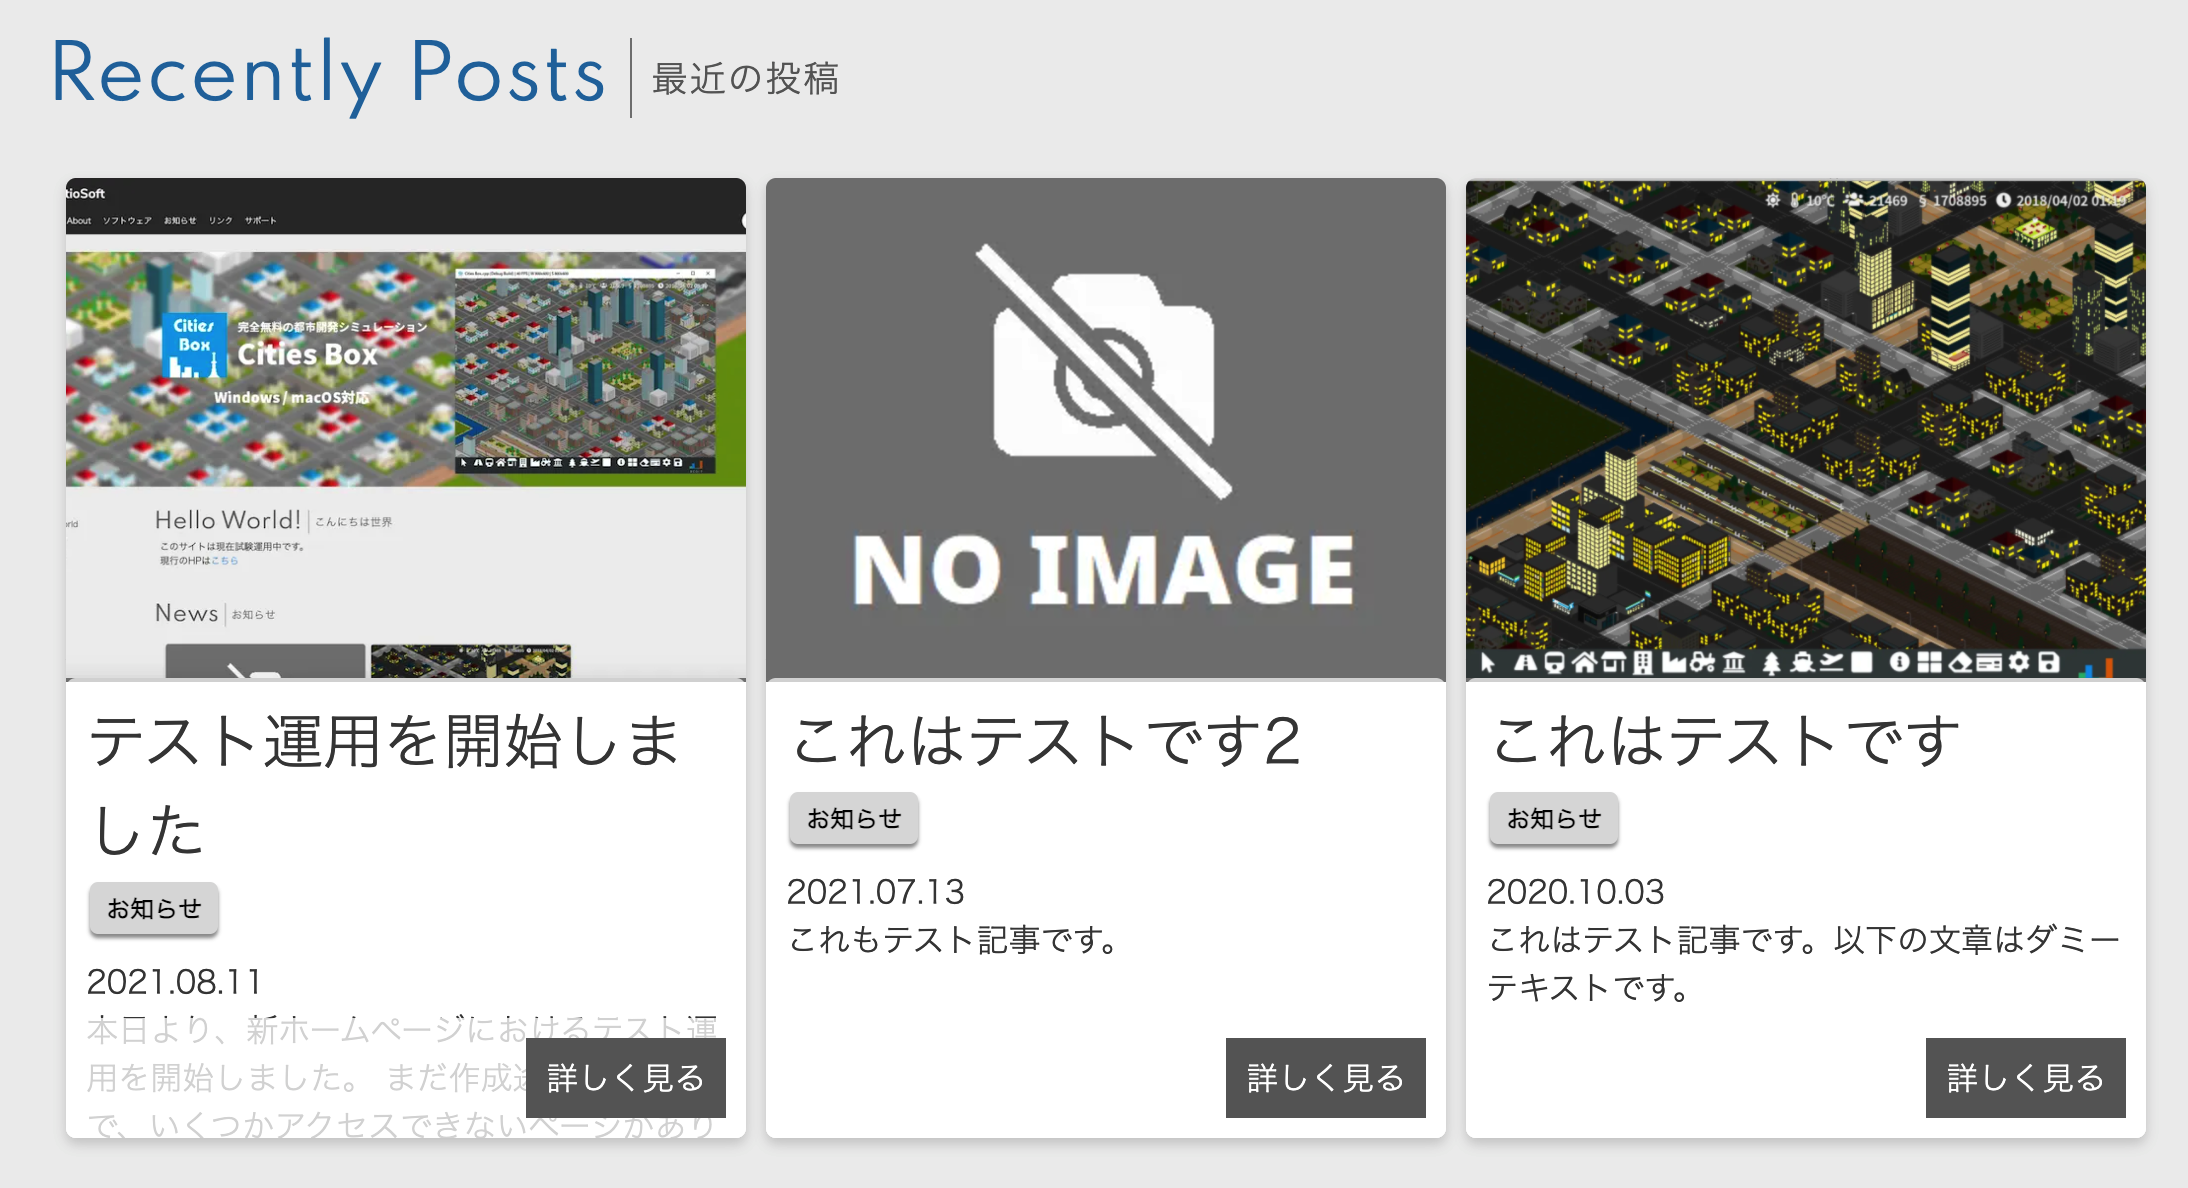 Recently Posts
最近の投稿
tioSoft
About ソフトウェア お知らせ リンク サポート
Cities
Box
完全無料の都市開発シミュレーション
Cities Box
Windows / macOS対応
Hello World!
こんにちは世界
このサイトは現在試験運用中です。
現行のHPはこちら
News
お知らせ
テスト運用を開始しま
した
お知らせ
2021.08.11
本日より、新ホームページにおけるテスト運
用を開始しました。 まだ作成
で、いくつかアクセスできないページがあり
詳しく見る
NO IMAGE
これはテストです2
お知らせ
2021.07.13
これもテスト記事です。
詳しく見る
10℃ 21469 § 1708895 2018/04/02 01:19
これはテストです
お知らせ
2020.10.03
これはテスト記事です。以下の文章はダミー
テキストです。
詳しく見る